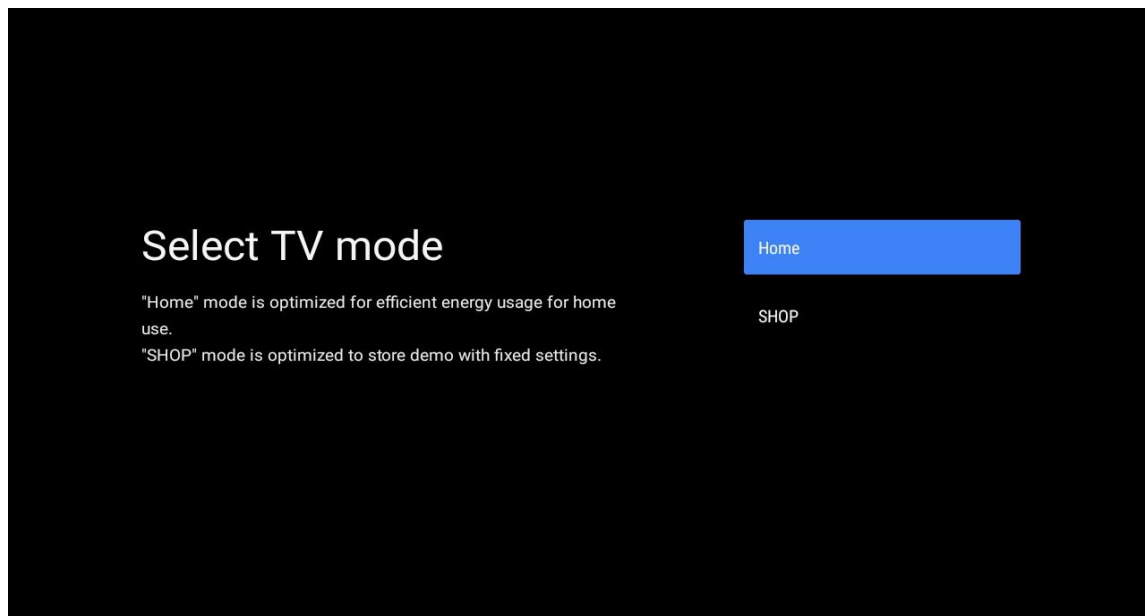 Select TV mode
"Home" mode is optimized for efficient energy usage for home
use.
"SHOP" mode is optimized to store demo with fixed settings.
Home
SHOP